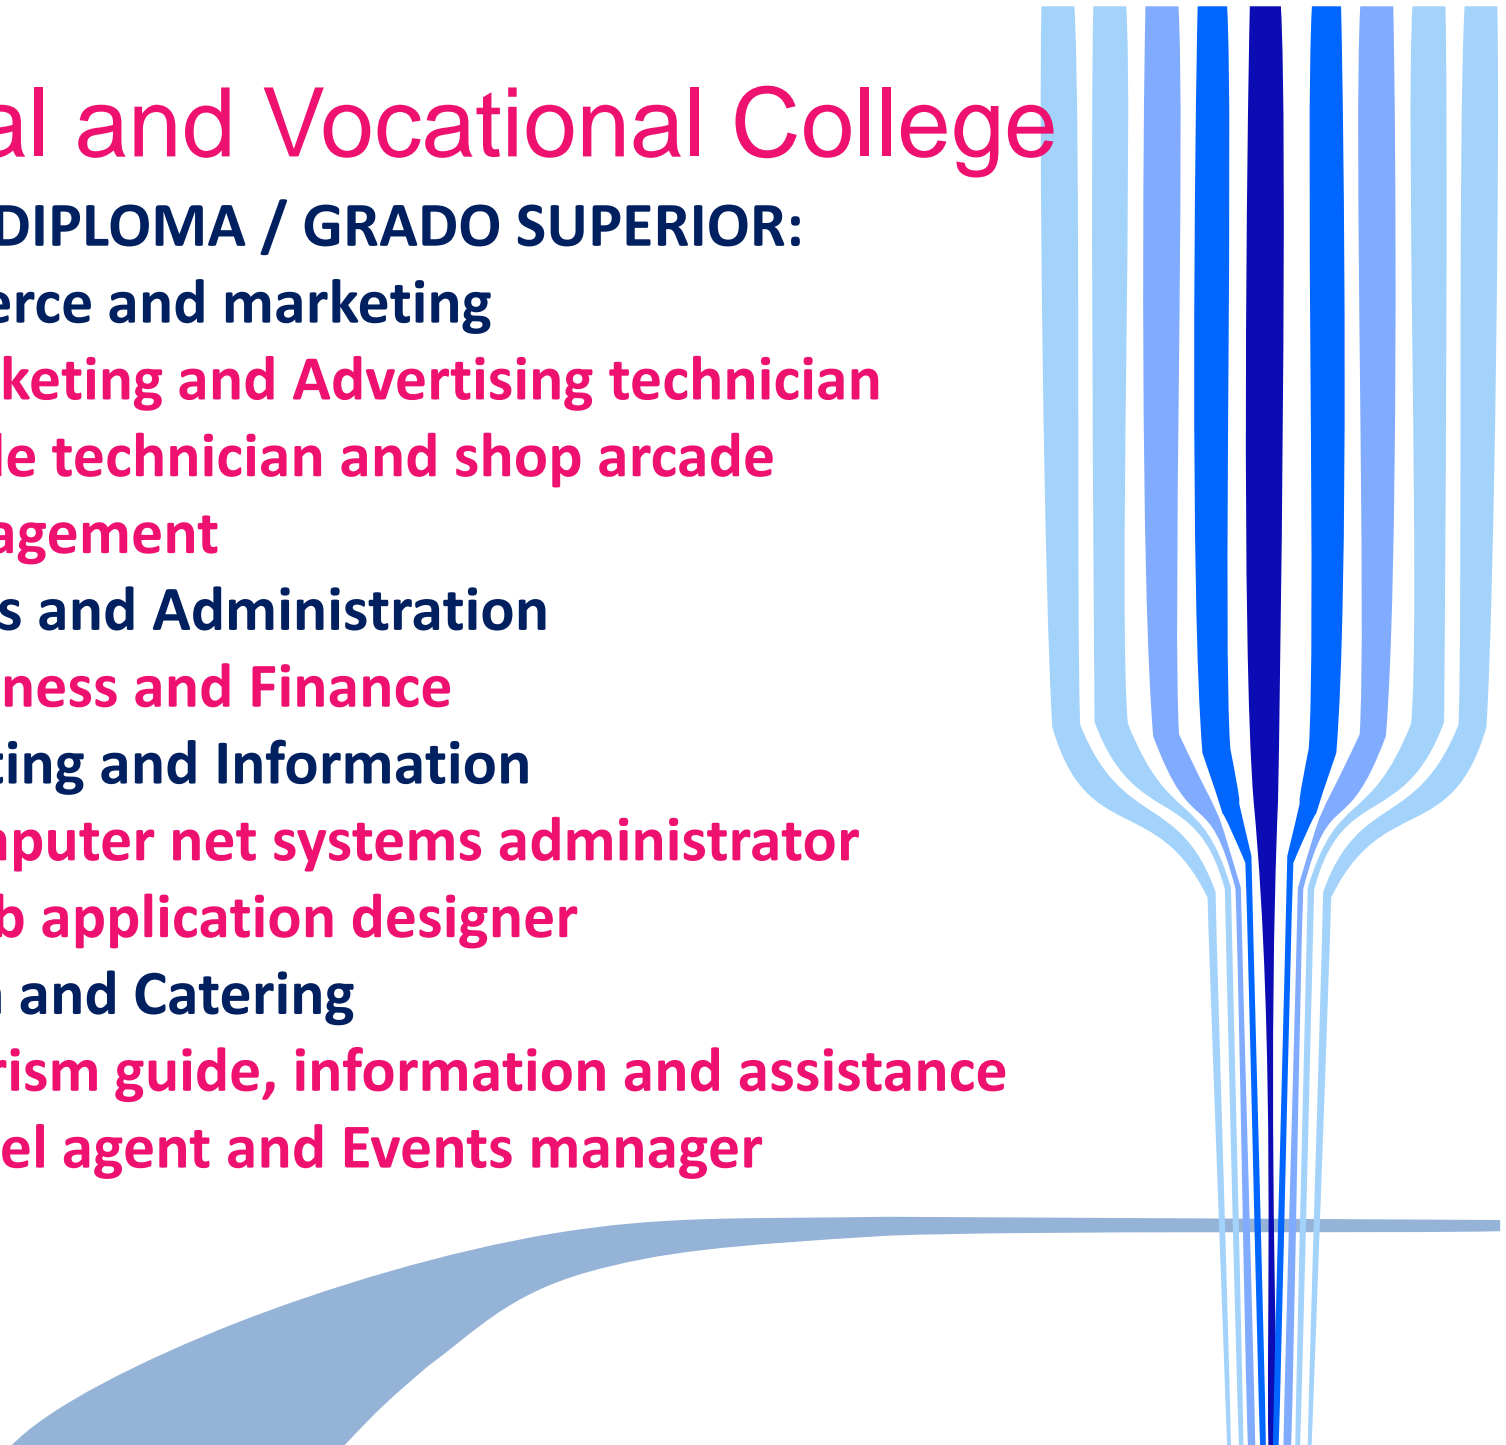 al and Vocational College
DIPLOMA / GRADO SUPERIOR:
erce and marketing
keting and Advertising technician
le technician and shop arcade
agement
s and Administration
ness and Finance
ting and Information
puter net systems administrator
b application designer
and Catering
rism guide, information and assistance
el agent and Events manager